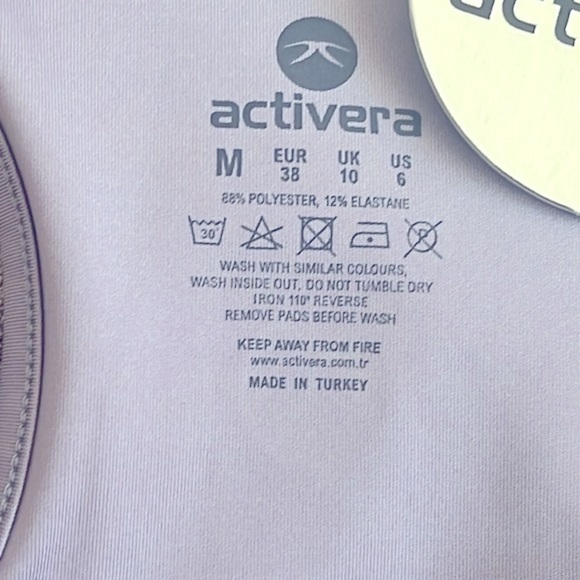 act
activera
M EUR 38 UK 10 US 6
88% POLYESTER, 12% ELASTANE
30°
P
WASH WITH SIMILAR COLOURS,
WASH INSIDE OUT, DO NOT TUMBLE DRY
IRON 110° REVERSE
REMOVE PADS BEFORE WASH
KEEP AWAY FROM FIRE
www.activera.com.tr
MADE IN TURKEY